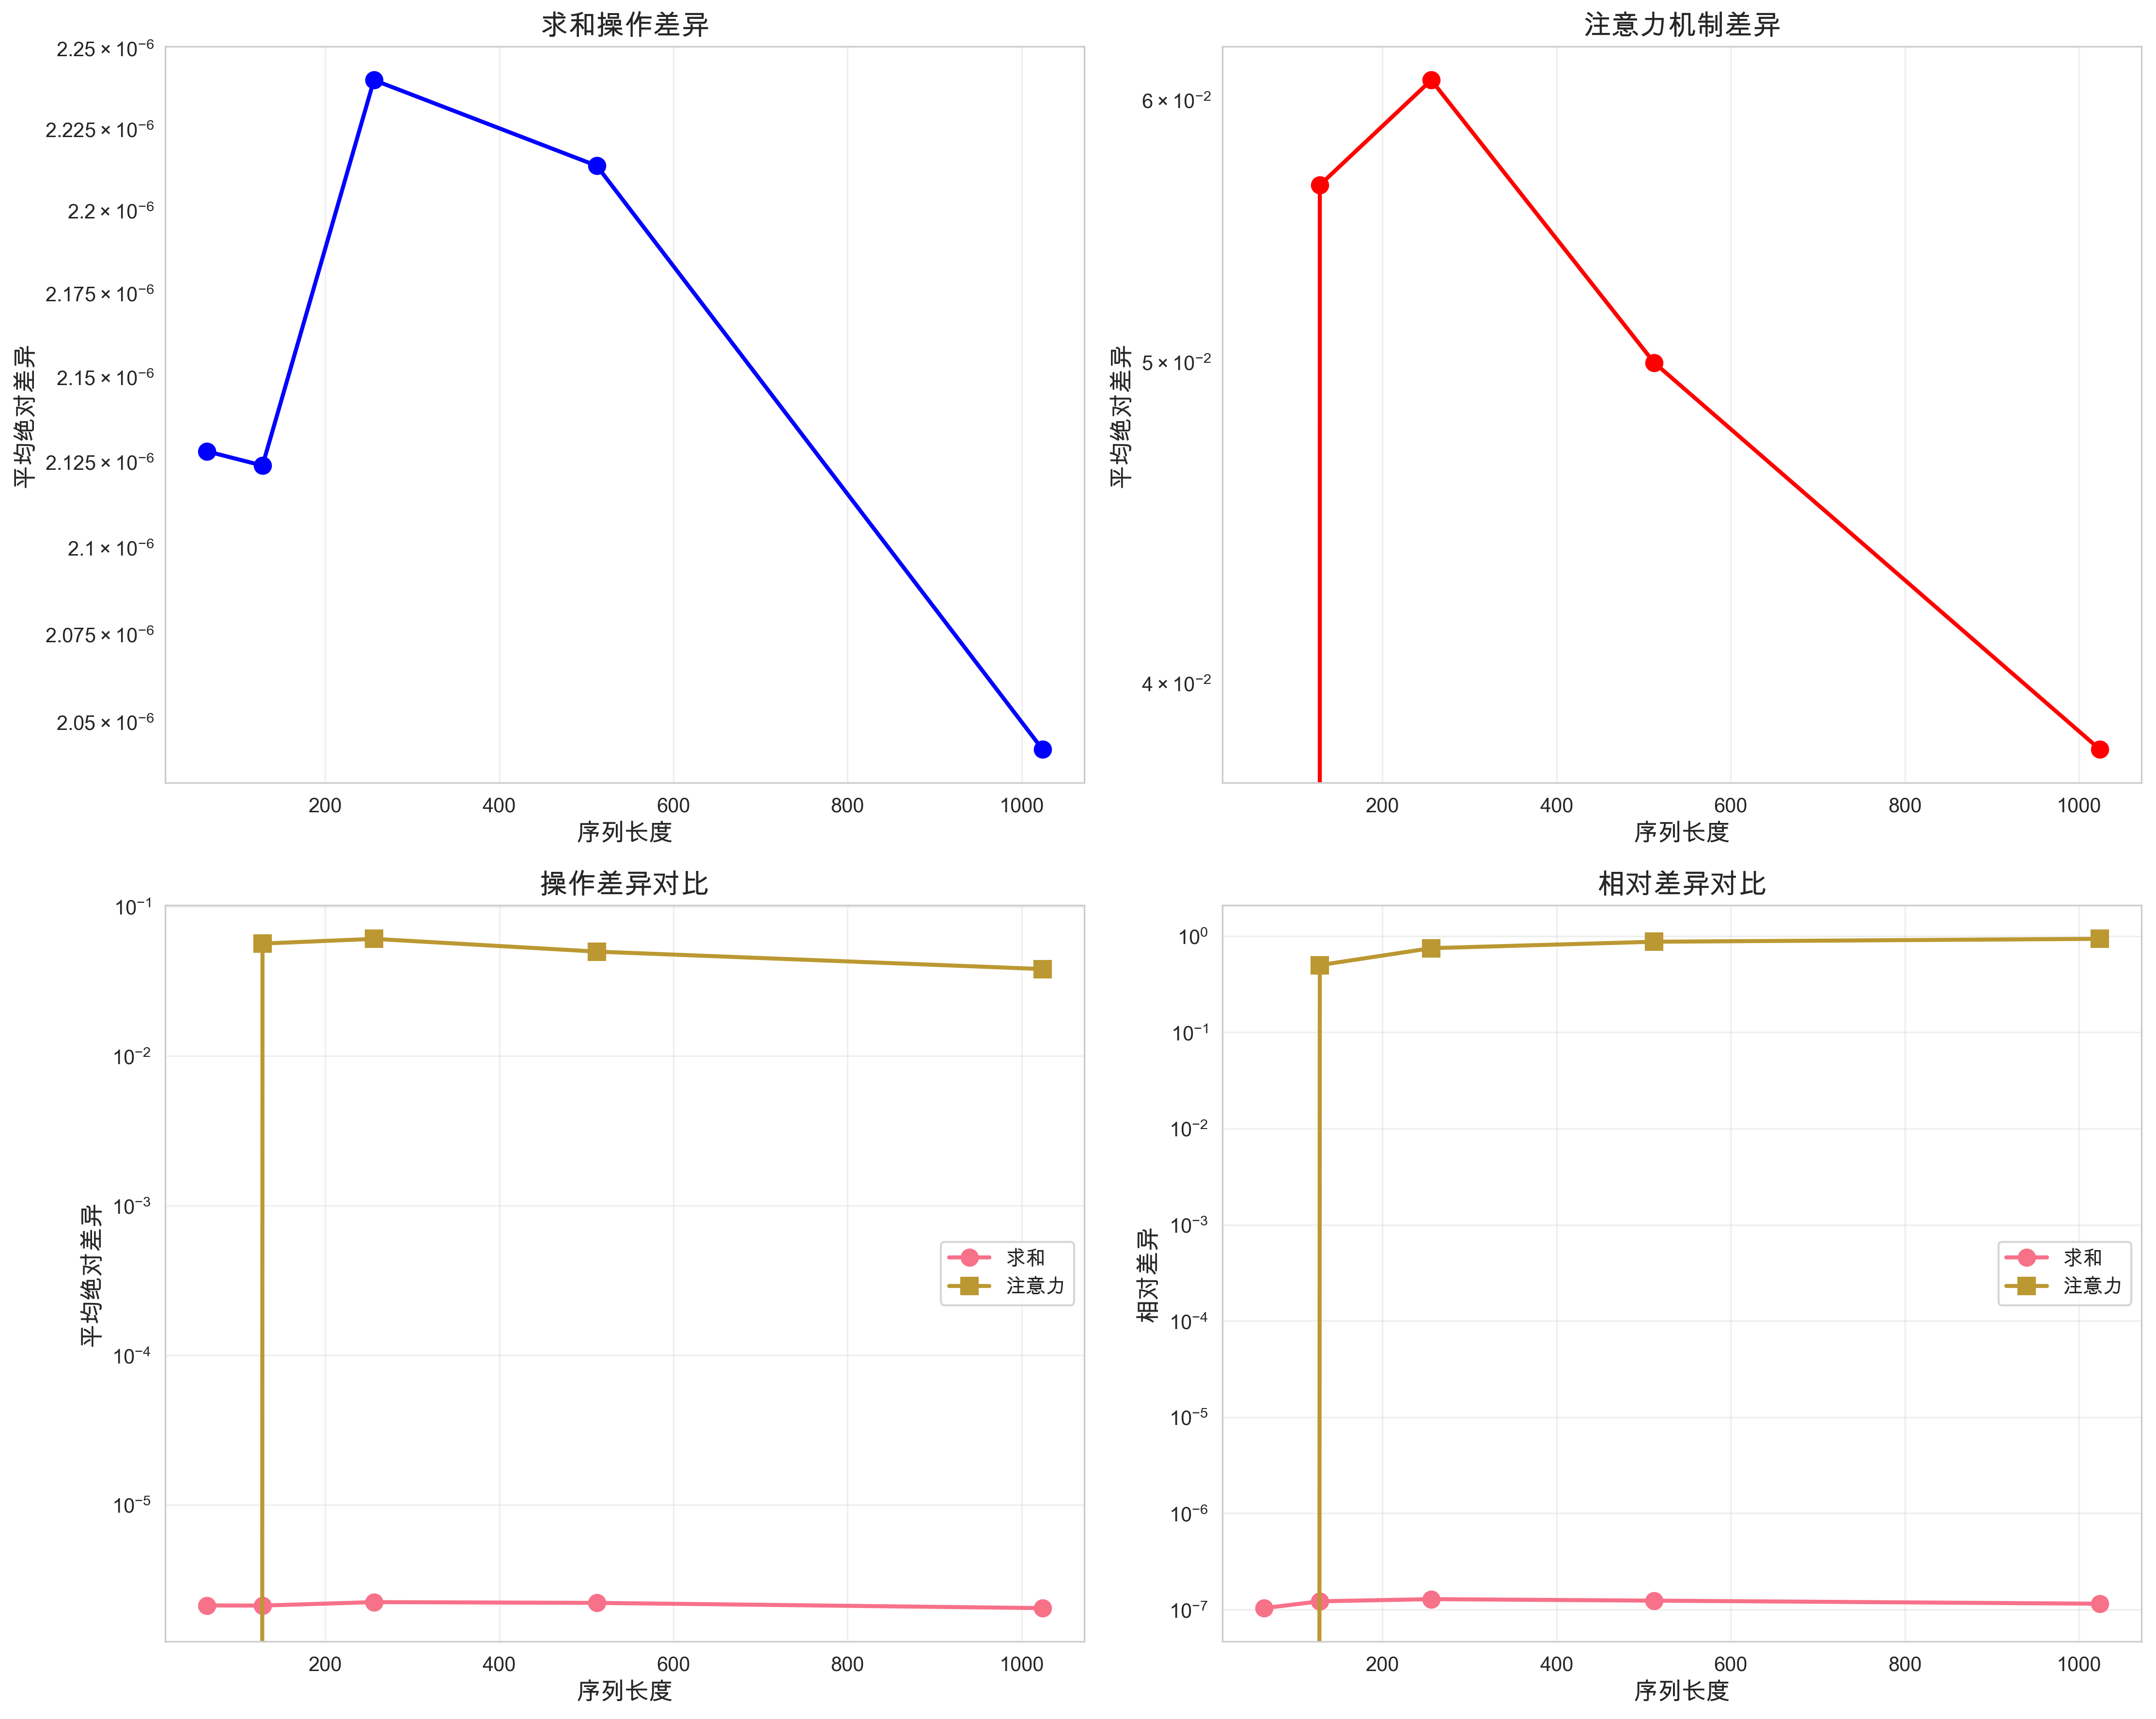 求和操作差异
2.25 × 10⁻⁶
2.225 × 10⁻⁶
2.2 × 10⁻⁶
2.175 × 10⁻⁶
2.15 × 10⁻⁶
2.125 × 10⁻⁶
2.1 × 10⁻⁶
2.075 × 10⁻⁶
2.05 × 10⁻⁶
平均绝对差异
200 400 600 800 1000
序列长度
注意力机制差异
6 × 10⁻²
5 × 10⁻²
4 × 10⁻²
平均绝对差异
200 400 600 800 1000
序列长度
操作差异对比
10⁻¹
10⁻²
10⁻³
10⁻⁴
10⁻⁵
平均绝对差异
求和
注意力
200 400 600 800 1000
序列长度
相对差异对比
10⁰
10⁻¹
10⁻²
10⁻³
10⁻⁴
10⁻⁵
10⁻⁶
10⁻⁷
相对差异
求和
注意力
200 400 600 800 1000
序列长度